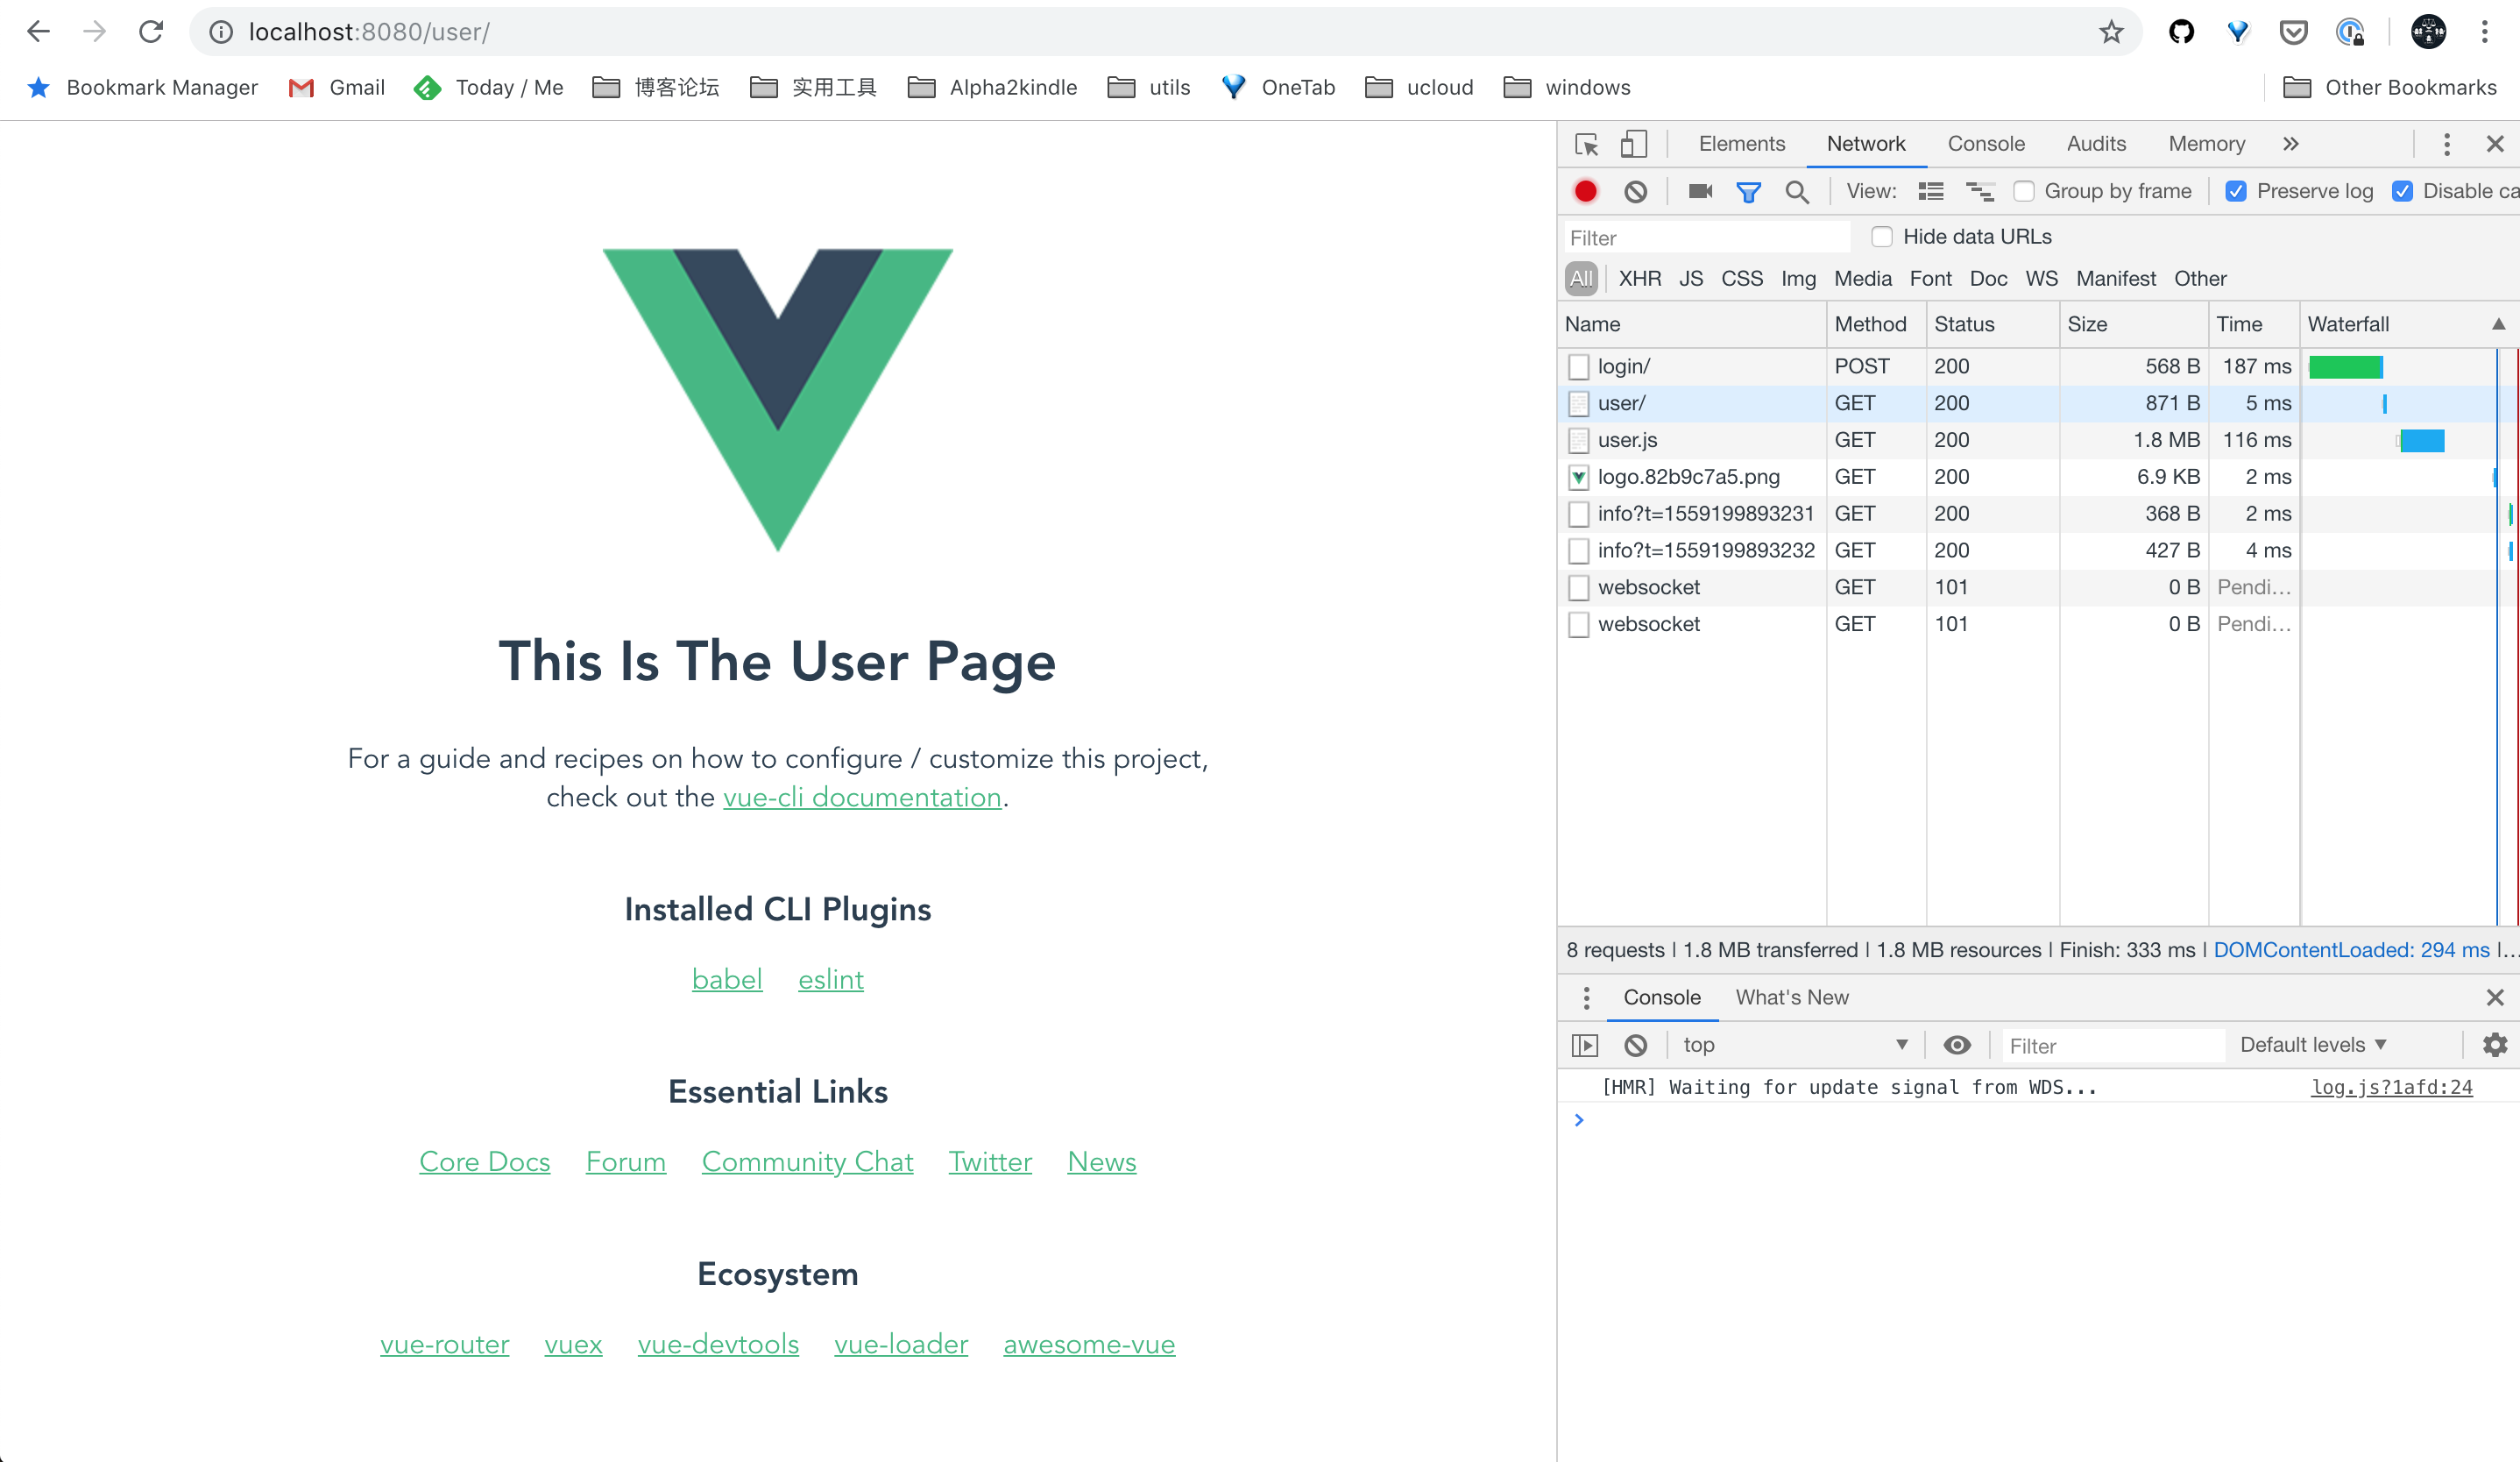 localhost:8080/user/
Bookmark Manager Gmail Today / Me 博客论坛 实用工具 Alpha2kindle utils OneTab ucloud windows Other Bookmarks
This Is The User Page
For a guide and recipes on how to configure / customize this project,
check out the vue-cli documentation.
Installed CLI Plugins
babel eslint
Essential Links
Core Docs Forum Community Chat Twitter News
Ecosystem
vue-router vuex vue-devtools vue-loader awesome-vue
Elements Network Console Audits Memory
View: Group by frame Preserve log Disable ca
Filter Hide data URLs
All XHR JS CSS Img Media Font Doc WS Manifest Other
Name Method Status Size Time Waterfall
login/ POST 200 568 B 187 ms
user/ GET 200 871 B 5 ms
user.js GET 200 1.8 MB 116 ms
logo.82b9c7a5.png GET 200 6.9 KB 2 ms
info?t=1559199893231 GET 200 368 B 2 ms
info?t=1559199893232 GET 200 427 B 4 ms
websocket GET 101 0 B Pendi...
websocket GET 101 0 B Pendi...
8 requests | 1.8 MB transferred | 1.8 MB resources | Finish: 333 ms | DOMContentLoaded: 294 ms |...
Console What's New
top Filter Default levels
[HMR] Waiting for update signal from WDS... log.js?1afd:24